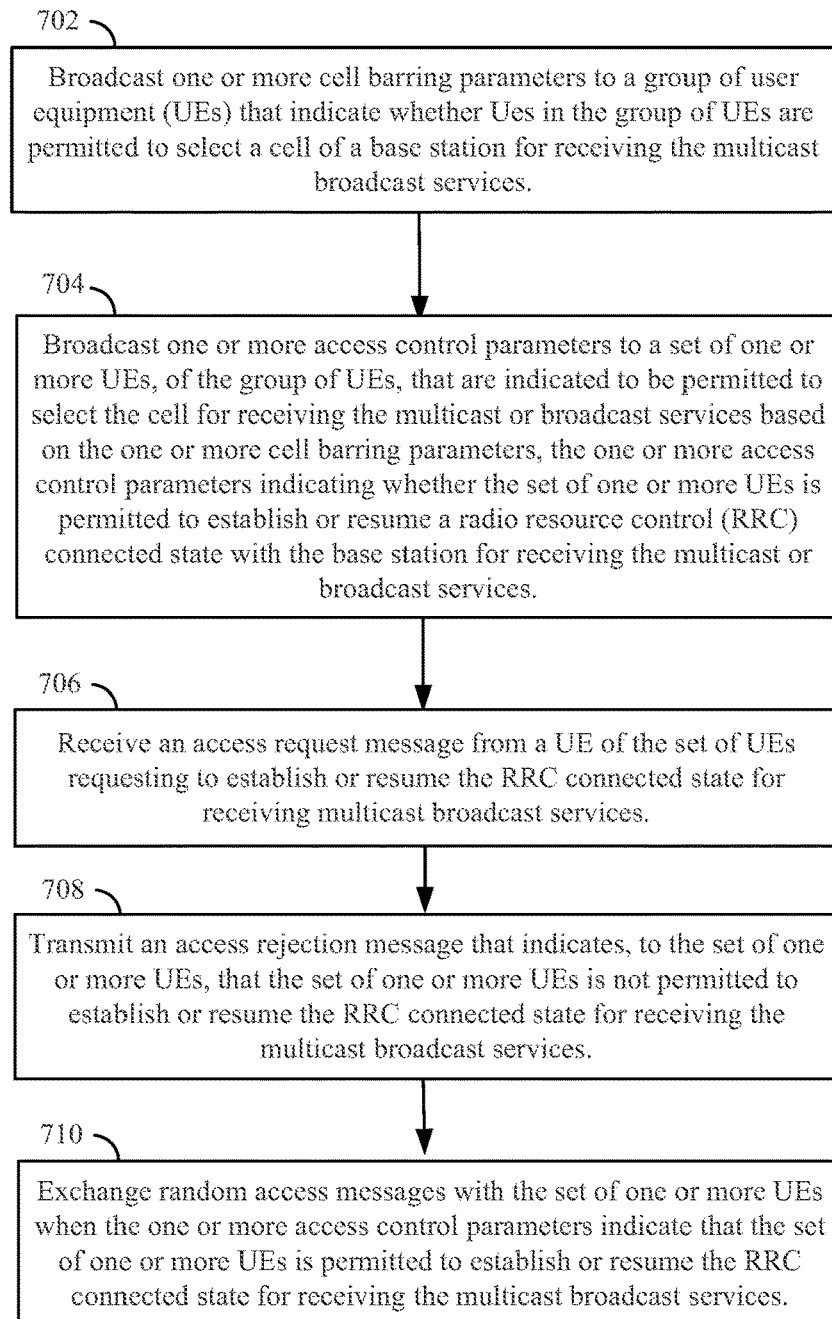 702
Broadcast one or more cell barring parameters to a group of user
equipment (UEs) that indicate whether Ues in the group of UEs are
permitted to select a cell of a base station for receiving the multicast
broadcast services.
704
Broadcast one or more access control parameters to a set of one or
more UEs, of the group of UEs, that are indicated to be permitted to
select the cell for receiving the multicast or broadcast services based
on the one or more cell barring parameters, the one or more access
control parameters indicating whether the set of one or more UEs is
permitted to establish or resume a radio resource control (RRC)
connected state with the base station for receiving the multicast or
broadcast services.
706
Receive an access request message from a UE of the set of UEs
requesting to establish or resume the RRC connected state for
receiving multicast broadcast services.
708
Transmit an access rejection message that indicates, to the set of one
or more UEs, that the set of one or more UEs is not permitted to
establish or resume the RRC connected state for receiving the
multicast broadcast services.
710
Exchange random access messages with the set of one or more UEs
when the one or more access control parameters indicate that the set
of one or more UEs is permitted to establish or resume the RRC
connected state for receiving the multicast broadcast services.